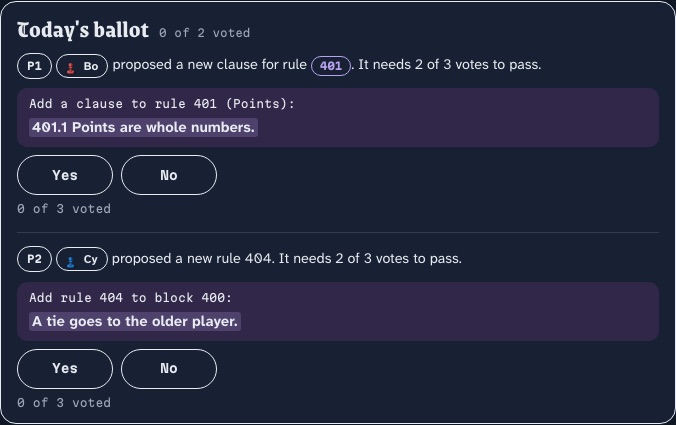 Today's ballot 0 of 2 voted
P1 Bo proposed a new clause for rule 401. It needs 2 of 3 votes to pass.
Add a clause to rule 401 (Points):
401.1 Points are whole numbers.
Yes No
0 of 3 voted
P2 Cy proposed a new rule 404. It needs 2 of 3 votes to pass.
Add rule 404 to block 400:
A tie goes to the older player.
Yes No
0 of 3 voted